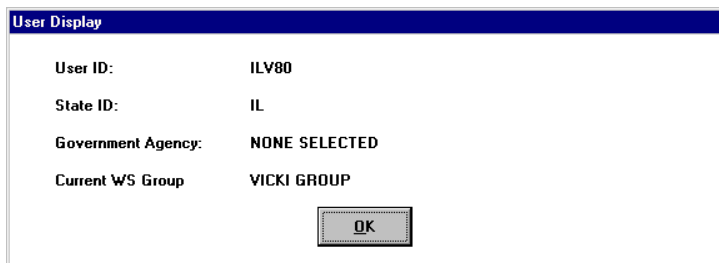 User Display
User ID: ILV80
State ID: IL
Government Agency: NONE SELECTED
Current WS Group VICKI GROUP
OK